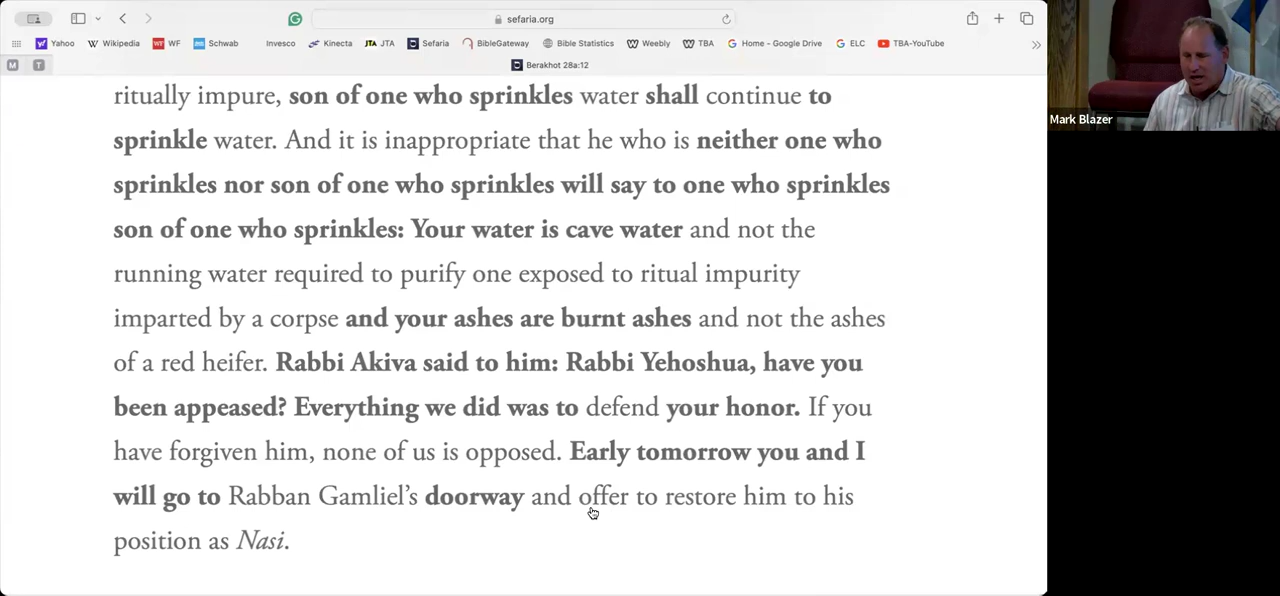 sefaria.org
Yahoo Wikipedia WF Schwab Invesco Kinecta JTA Sefaria BibleGateway Bible Statistics Weebly TBA Home - Google Drive ELC TBA-YouTube
M T Berakhot 28a:12
ritually impure, son of one who sprinkles water shall continue to
sprinkle water. And it is inappropriate that he who is neither one who
sprinkles nor son of one who sprinkles will say to one who sprinkles
son of one who sprinkles: Your water is cave water and not the
running water required to purify one exposed to ritual impurity
imparted by a corpse and your ashes are burnt ashes and not the ashes
of a red heifer. Rabbi Akiva said to him: Rabbi Yehoshua, have you
been appeased? Everything we did was to defend your honor. If you
have forgiven him, none of us is opposed. Early tomorrow you and I
will go to Rabban Gamliel's doorway and offer to restore him to his
position as Nasi.
Mark Blazer